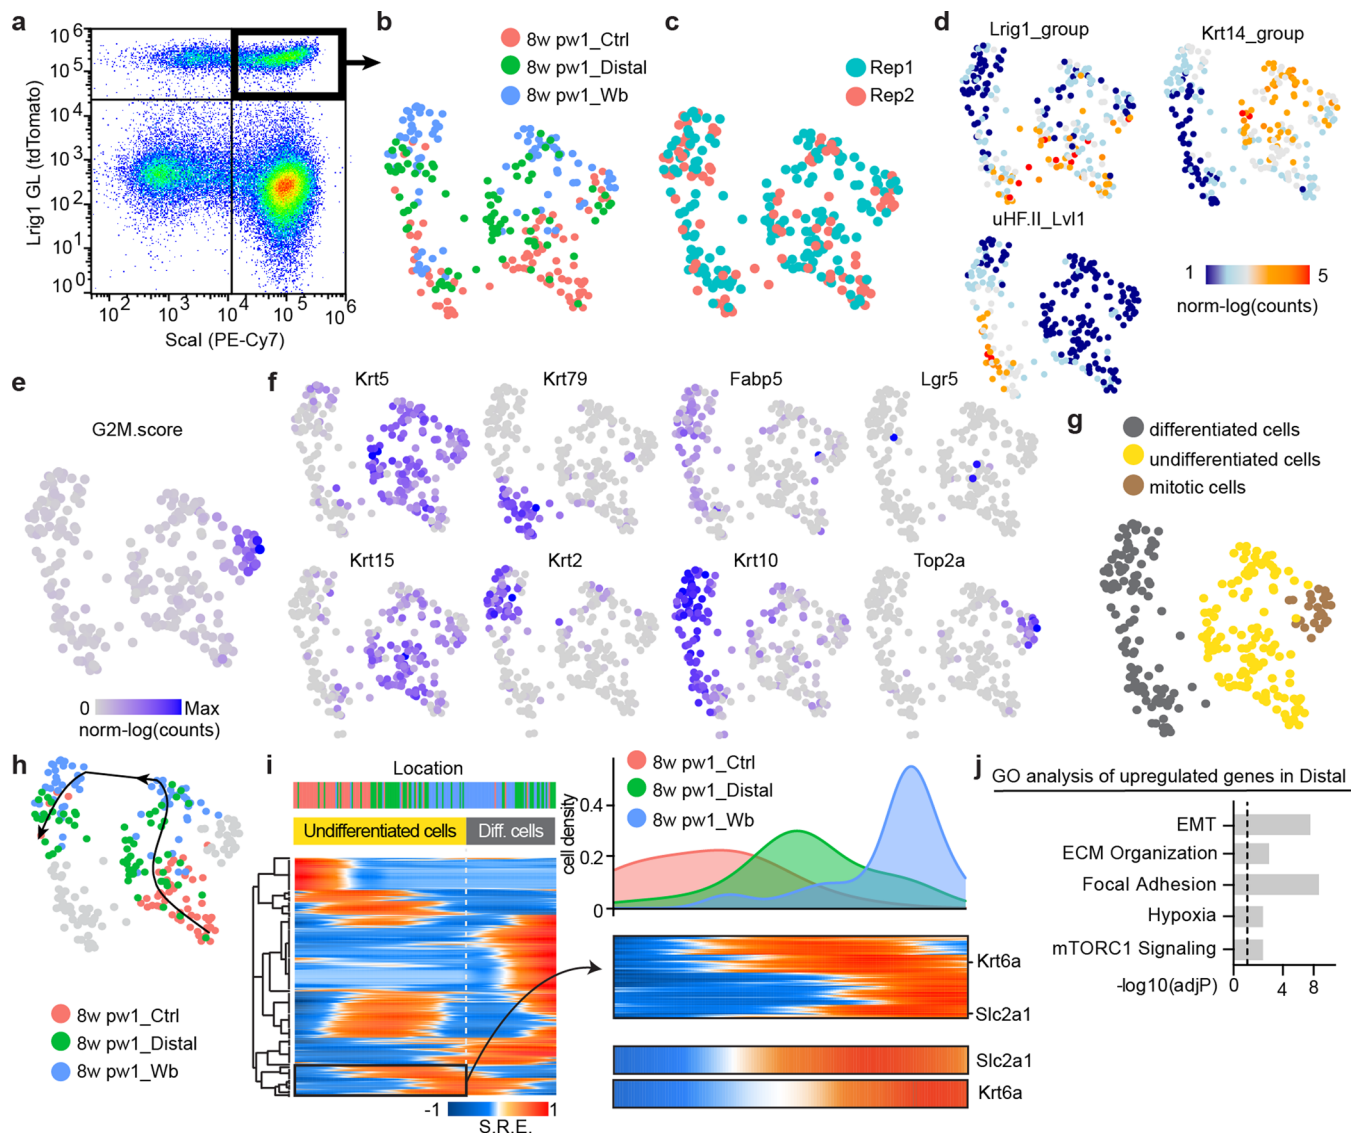 a
Lrig1 GL (tdTomato)
10^6
10^5
10^4
10^3
10^2
10^1
10^0
10^2 10^3 10^4 10^5 10^6
ScaI (PE-Cy7)
b
8w pw1_Ctrl
8w pw1_Distal
8w pw1_Wb
c
Rep1
Rep2
d
Lrig1_group
Krt14_group
uHF.II_Lvl1
1 5
norm-log(counts)
e
G2M.score
0 Max
norm-log(counts)
f
Krt5
Krt79
Fabp5
Lgr5
Krt15
Krt2
Krt10
Top2a
g
differentiated cells
undifferentiated cells
mitotic cells
h
8w pw1_Ctrl
8w pw1_Distal
8w pw1_Wb
i
Location
Undifferentiated cells Diff. cells
-1 1
S.R.E.
8w pw1_Ctrl
8w pw1_Distal
8w pw1_Wb
cell density
0.4
0.2
0
Krt6a
Slc2a1
Slc2a1
Krt6a
j
GO analysis of upregulated genes in Distal
EMT
ECM Organization
Focal Adhesion
Hypoxia
mTORC1 Signaling
0 4 8
-log10(adjP)